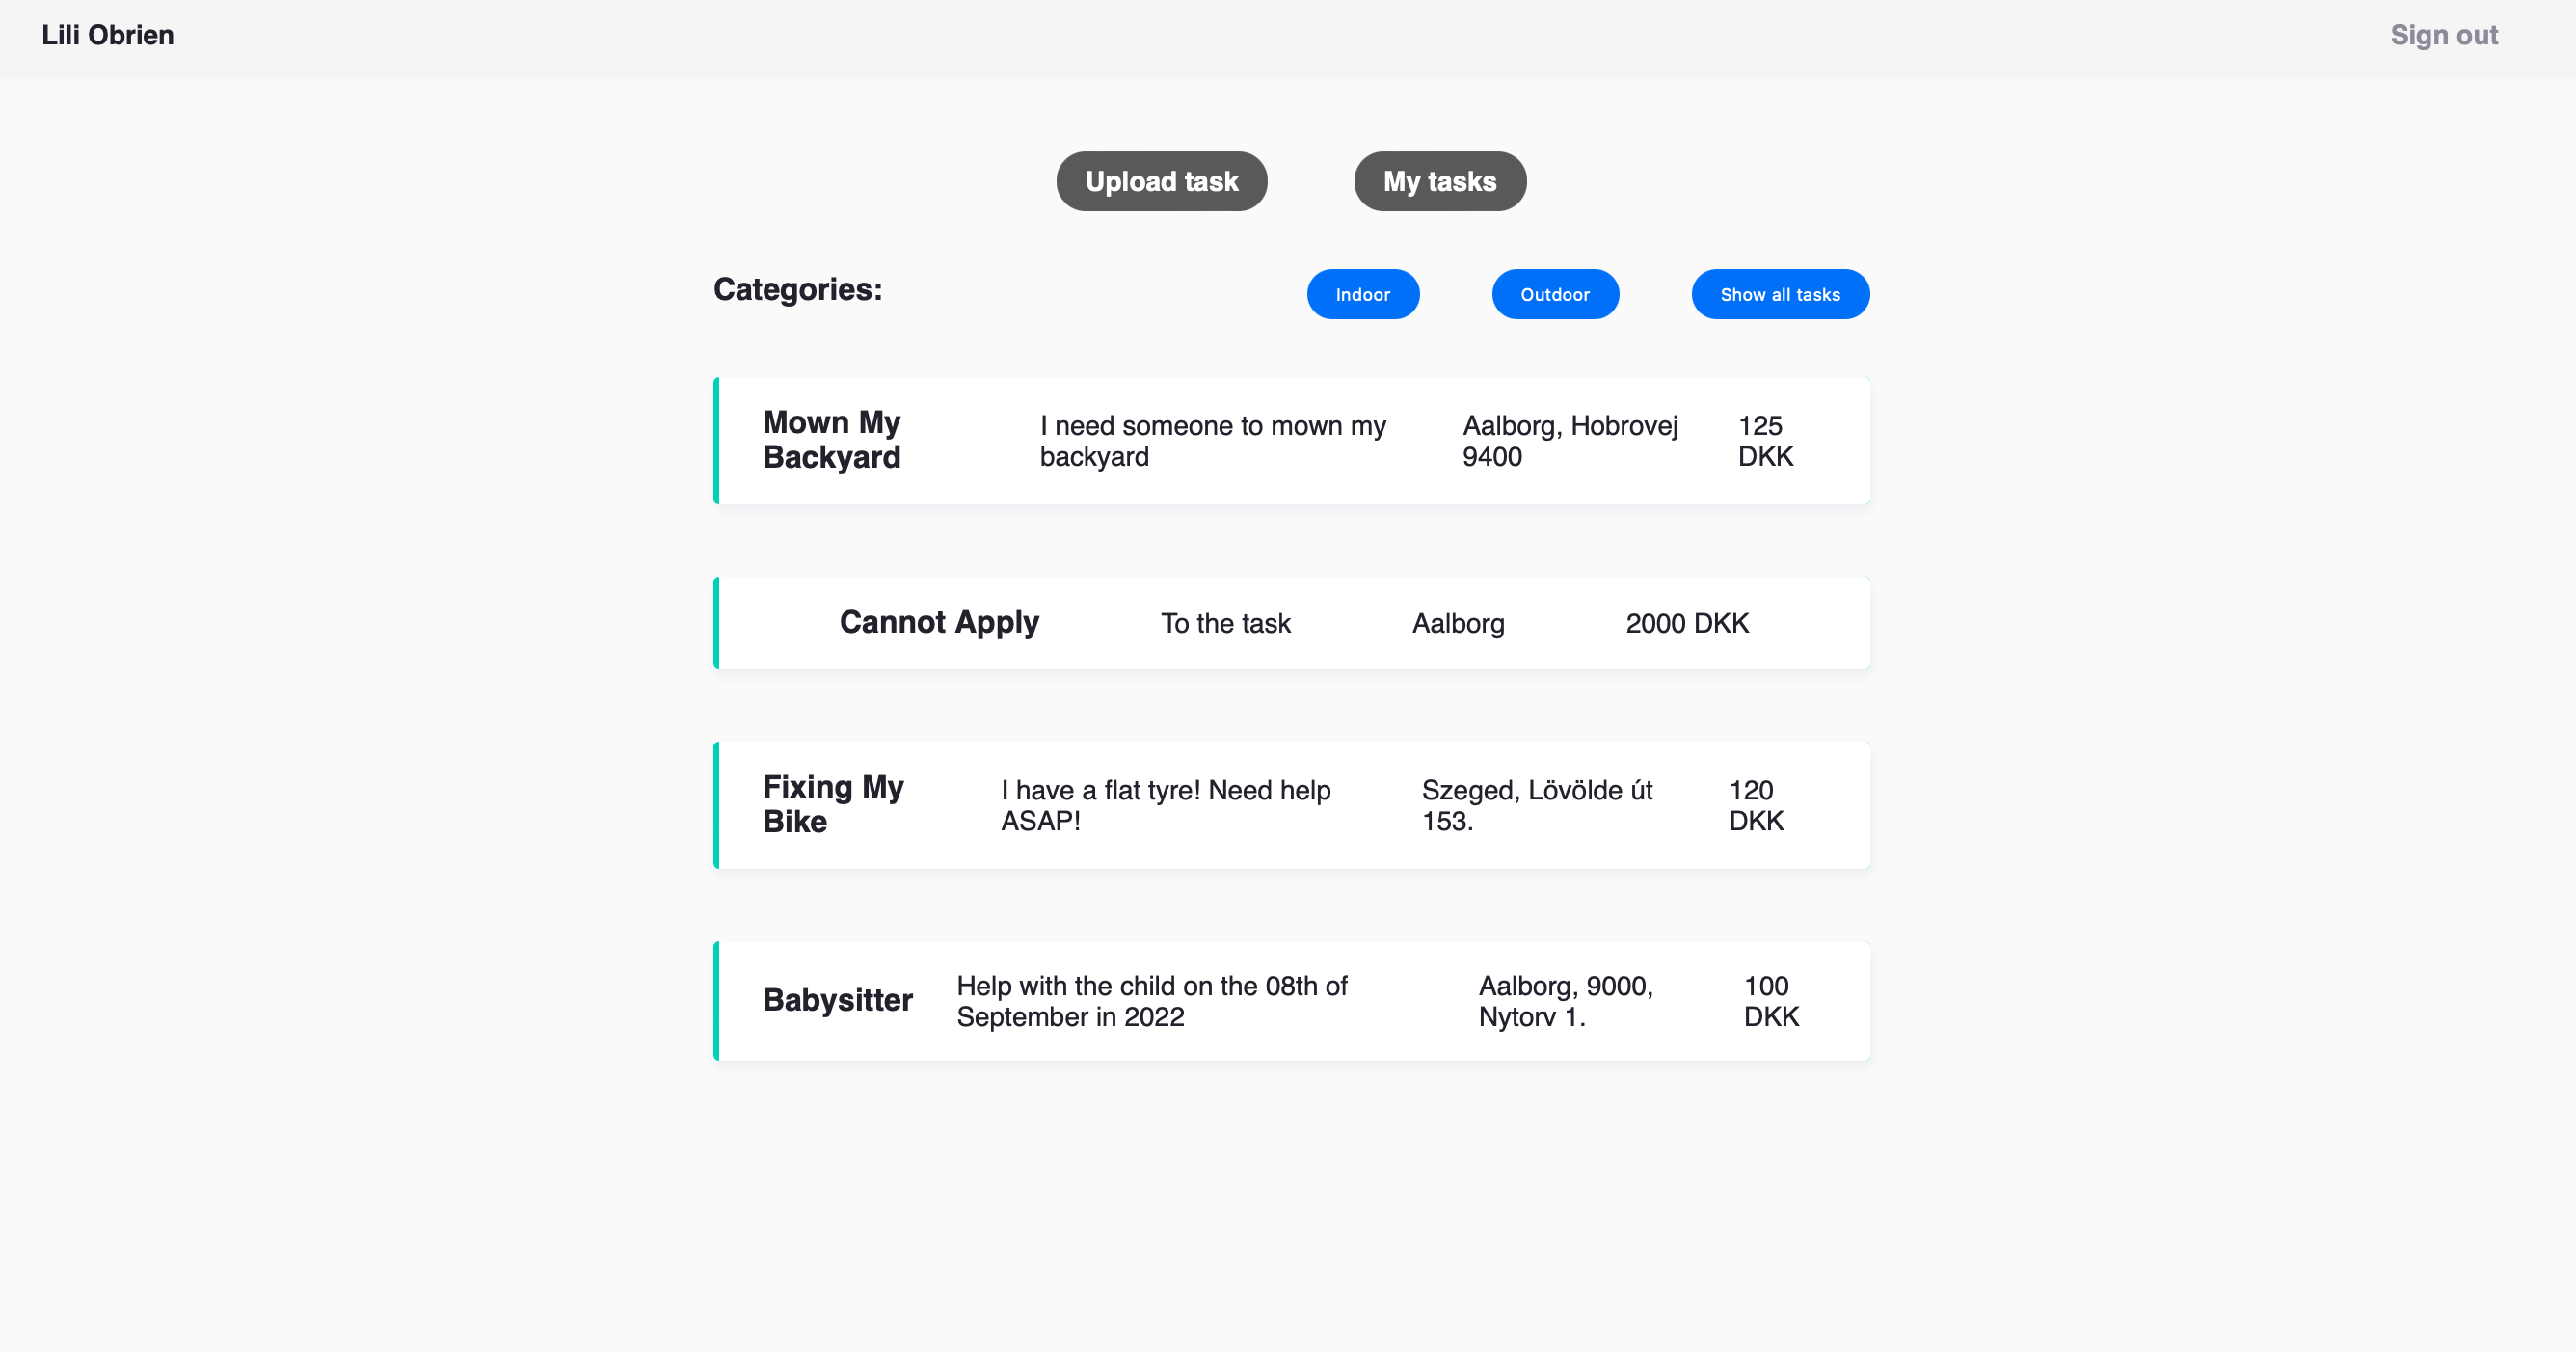 Lili Obrien
Sign out
Upload task
My tasks
Categories:
Indoor
Outdoor
Show all tasks
Mown My
Backyard
I need someone to mown my
backyard
Aalborg, Hobrovej
9400
125
DKK
Cannot Apply
To the task
Aalborg
2000 DKK
Fixing My
Bike
I have a flat tyre! Need help
ASAP!
Szeged, Lövölde út
153.
120
DKK
Babysitter
Help with the child on the 08th of
September in 2022
Aalborg, 9000,
Nytorv 1.
100
DKK